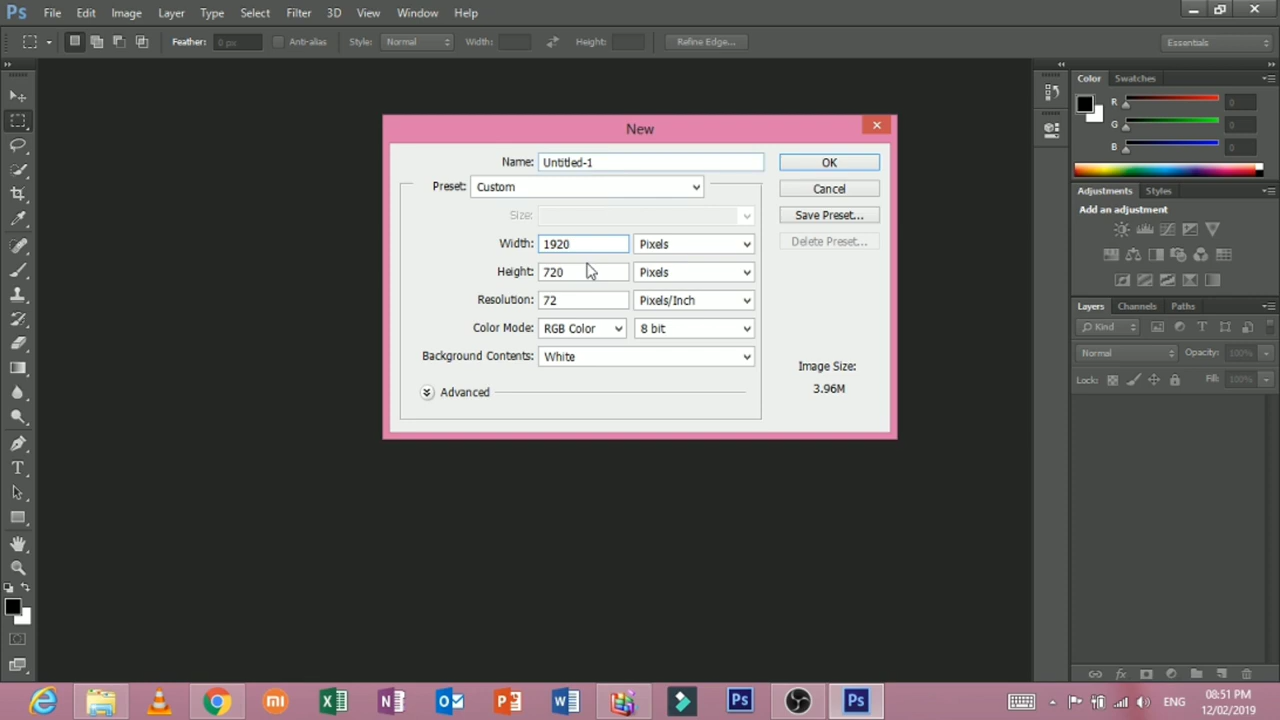 Ps File Edit Image Layer Type Select Filter 3D View Window Help
Feather: 0 px Anti-alias Style: Normal Width: Height: Refine Edge... Essentials
Color Swatches
R 0
G 0
B 0
Adjustments Styles
Add an adjustment
Layers Channels Paths
Kind
Normal Opacity: 100%
Lock: Fill: 100%
New
Name: Untitled-1 OK
Preset: Custom Cancel
Size: Save Preset...
Width: 1920 Pixels Delete Preset...
Height: 720 Pixels
Resolution: 72 Pixels/Inch
Color Mode: RGB Color 8 bit
Background Contents: White
Image Size:
3.96M
Advanced
T
ENG
08:51 PM
12/02/2019